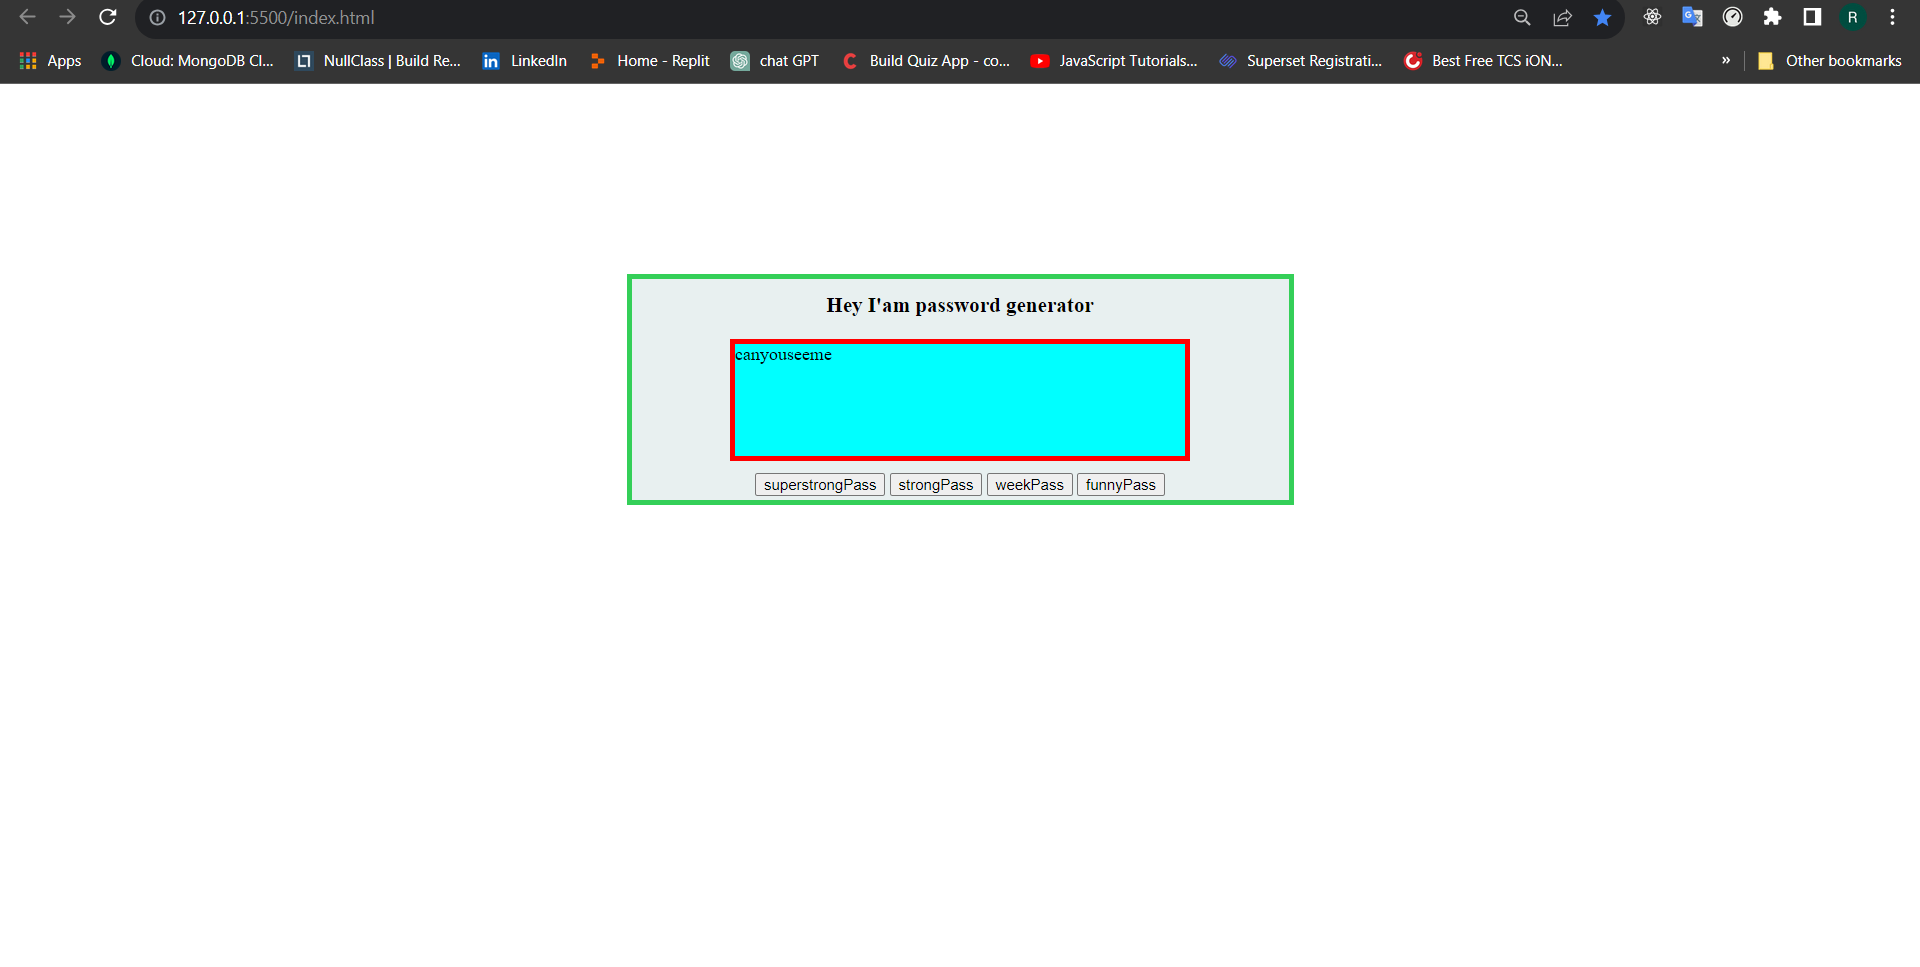 127.0.0.1:5500/index.html R
Apps Cloud: MongoDB Cl... NullClass | Build Re... LinkedIn Home - Replit chat GPT Build Quiz App - co... JavaScript Tutorials... Superset Registrati... Best Free TCS iON... » Other bookmarks
Hey I'am password generator
canyouseeme
superstrongPass strongPass weekPass funnyPass